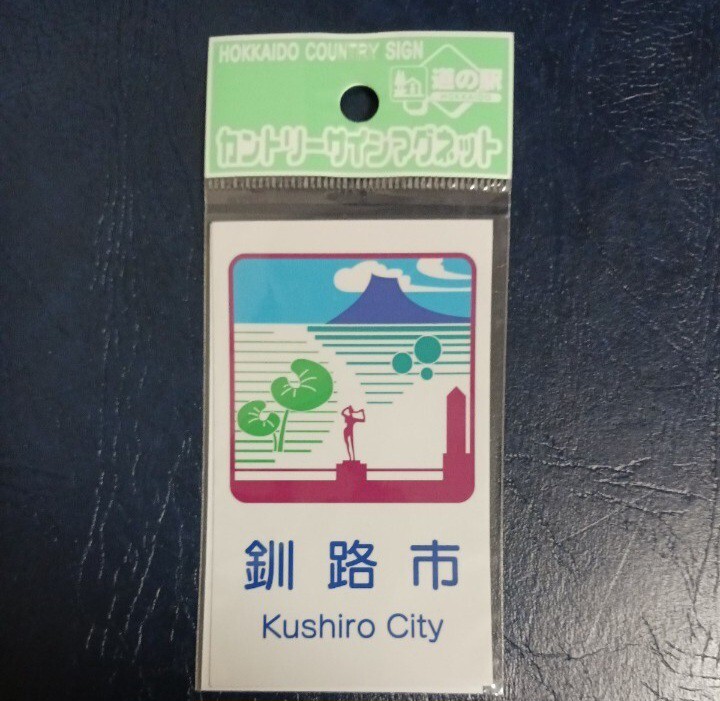 HOKKAIDO COUNTRY SIGN
道の駅
HOKKAIDO
カントリーサインマグネット
釧路市
Kushiro City